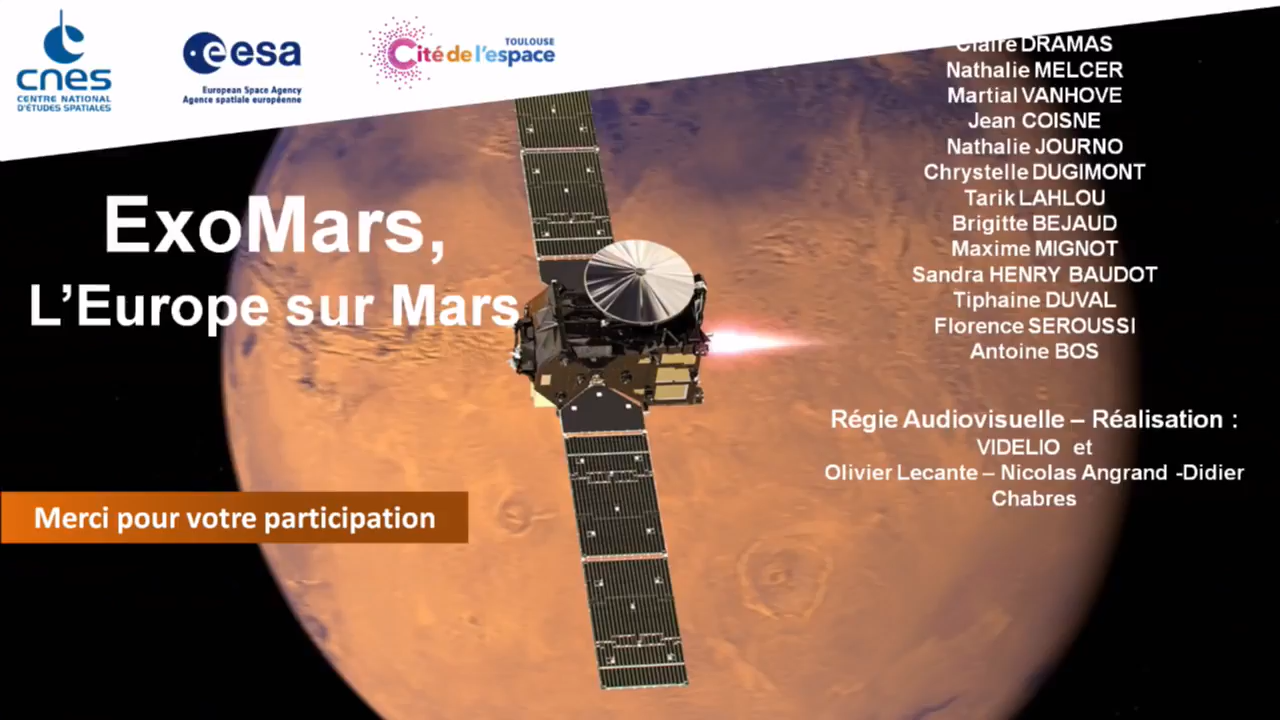 cnes
CENTRE NATIONAL
D'ÉTUDES SPATIALES
esa
European Space Agency
Agence spatiale européenne
TOULOUSE
Cité de l'espace
ExoMars,
L'Europe sur Mars
Merci pour votre participation
Claire DRAMAS
Nathalie MELCER
Martial VANHOVE
Jean COISNE
Nathalie JOURNO
Chrystelle DUGIMONT
Tarik LAHLOU
Brigitte BEJAUD
Maxime MIGNOT
Sandra HENRY BAUDOT
Tiphaine DUVAL
Florence SEROUSSI
Antoine BOS
Régie Audiovisuelle – Réalisation :
VIDELIO et
Olivier Lecante – Nicolas Angrand -Didier
Chabres